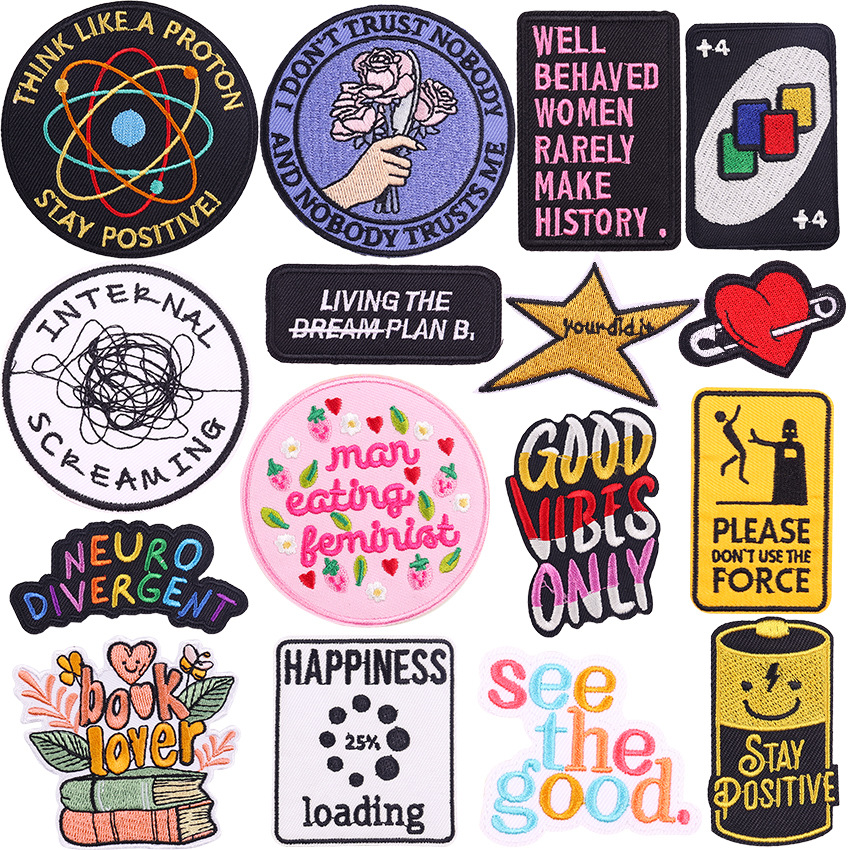 THINK LIKE A PROTON
STAY POSITIVE!
I DON'T TRUST NOBODY
AND NOBODY TRUSTS ME
WELL
BEHAVED
WOMEN
RARELY
MAKE
HISTORY.
+4
+4
INTERNAL
SCREAMING
LIVING THE
DREAM PLAN B.
your did it
man
eating
feminist
GOOD
VIBES
ONLY
PLEASE
DON'T USE THE
FORCE
NEURO
DIVERGENT
book
lover
HAPPINESS
25%
loading
see
the
good.
STAY
POSITIVE